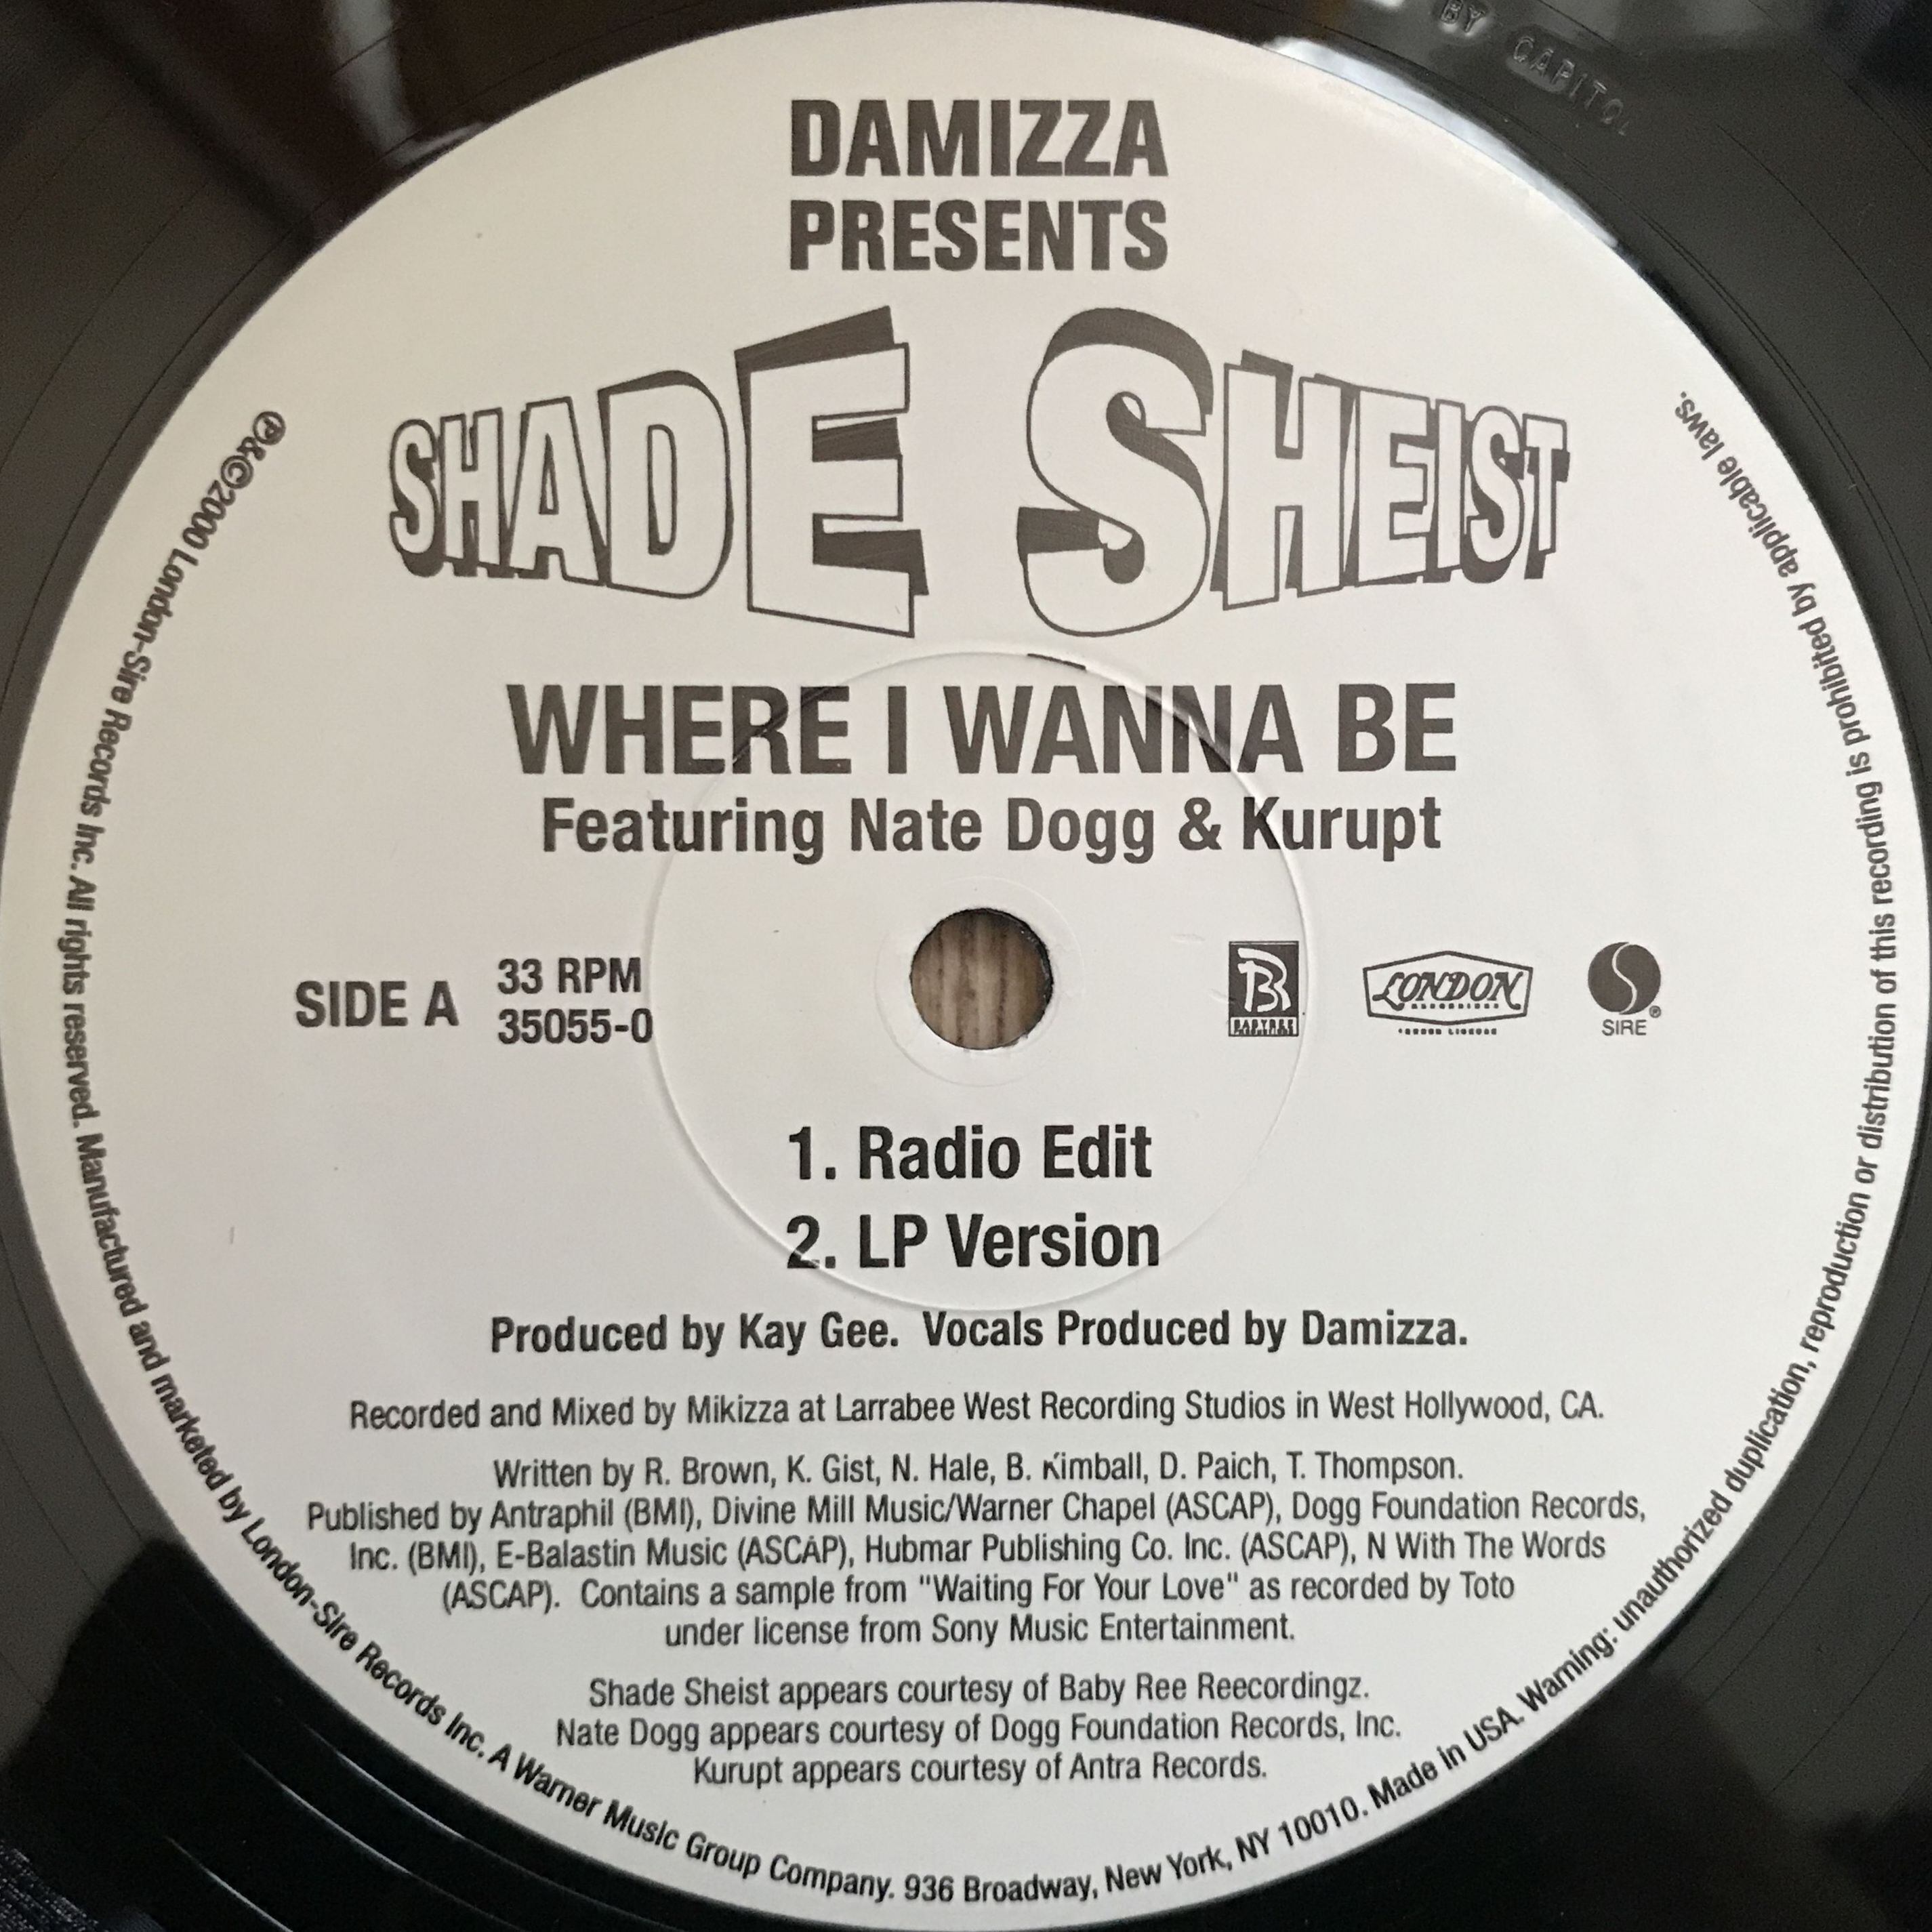 BY CAPITOL
DAMIZZA
PRESENTS
SHADE SHEIST
WHERE I WANNA BE
Featuring Nate Dogg & Kurupt
SIDE A
33 RPM
35055-0
LONDON
SIRE®
1. Radio Edit
2. LP Version
Produced by Kay Gee. Vocals Produced by Damizza.
Recorded and Mixed by Mikizza at Larrabee West Recording Studios in West Hollywood, CA.
Written by R. Brown, K. Gist, N. Hale, B. Kimball, D. Paich, T. Thompson.
Published by Antraphil (BMI), Divine Mill Music/Warner Chapel (ASCAP), Dogg Foundation Records,
Inc. (BMI), E-Balastin Music (ASCAP), Hubmar Publishing Co. Inc. (ASCAP), N With The Words
(ASCAP). Contains a sample from "Waiting For Your Love" as recorded by Toto
under license from Sony Music Entertainment.
Shade Sheist appears courtesy of Baby Ree Reecordingz.
Nate Dogg appears courtesy of Dogg Foundation Records, Inc.
Kurupt appears courtesy of Antra Records.
℗&©2000 London-Sire Records Inc. All rights reserved. Manufactured and marketed by London-Sire Records Inc. A Warner Music Group Company. 936 Broadway, New York, NY 10010. Made in USA. Warning: unauthorized duplication, reproduction or distribution of this recording is prohibited by applicable laws.